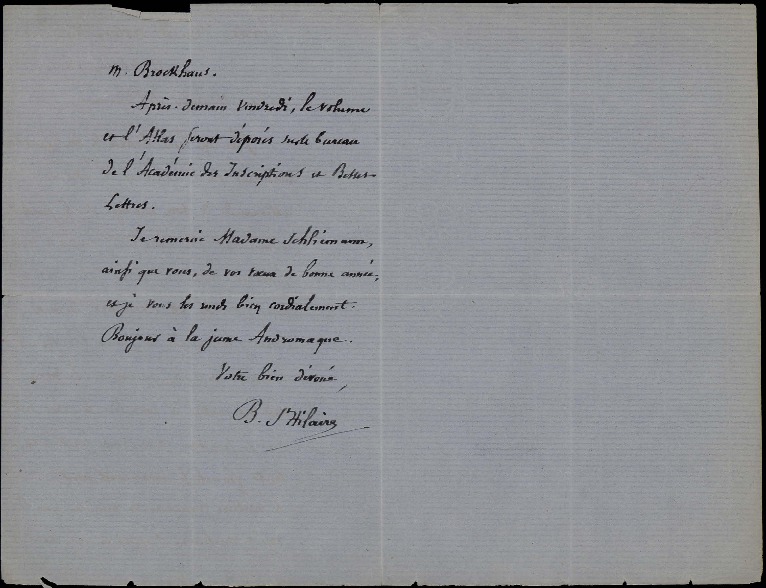 M. Brockhaus.
Après-demain Vendredi, le volume
et l'Atlas seront déposés sur le bureau
de l'Académie des Inscriptions et Belles-
Lettres.
Je remercie Madame Schliemann,
ainsi que vous, de vos vœux de bonne année;
et je vous les rends bien cordialement.
Bonjour à la jeune Andromaque.
Votre bien dévoué,
B. St Hilaire